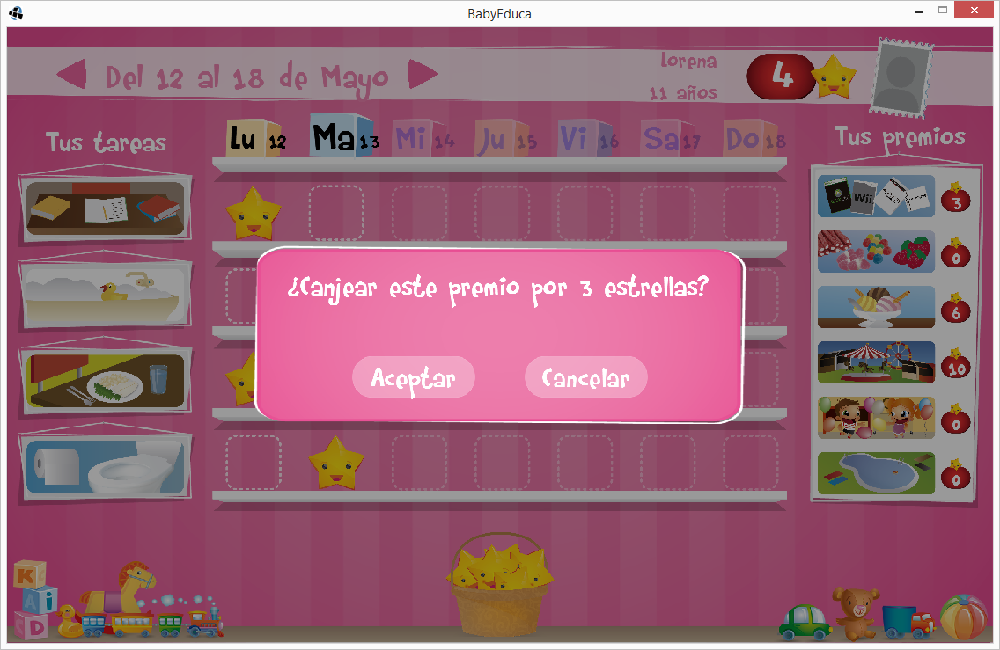 BabyEduca
Del 12 al 18 de Mayo
Lorena
11 años
4
Tus tareas
Lu 12 Ma 13 Mi 14 Ju 15 Vi 16 Sa 17 Do 18
Tus premios
Wii
3
0
6
10
0
0
¿Canjear este premio por 3 estrellas?
Aceptar Cancelar
K
A i
D